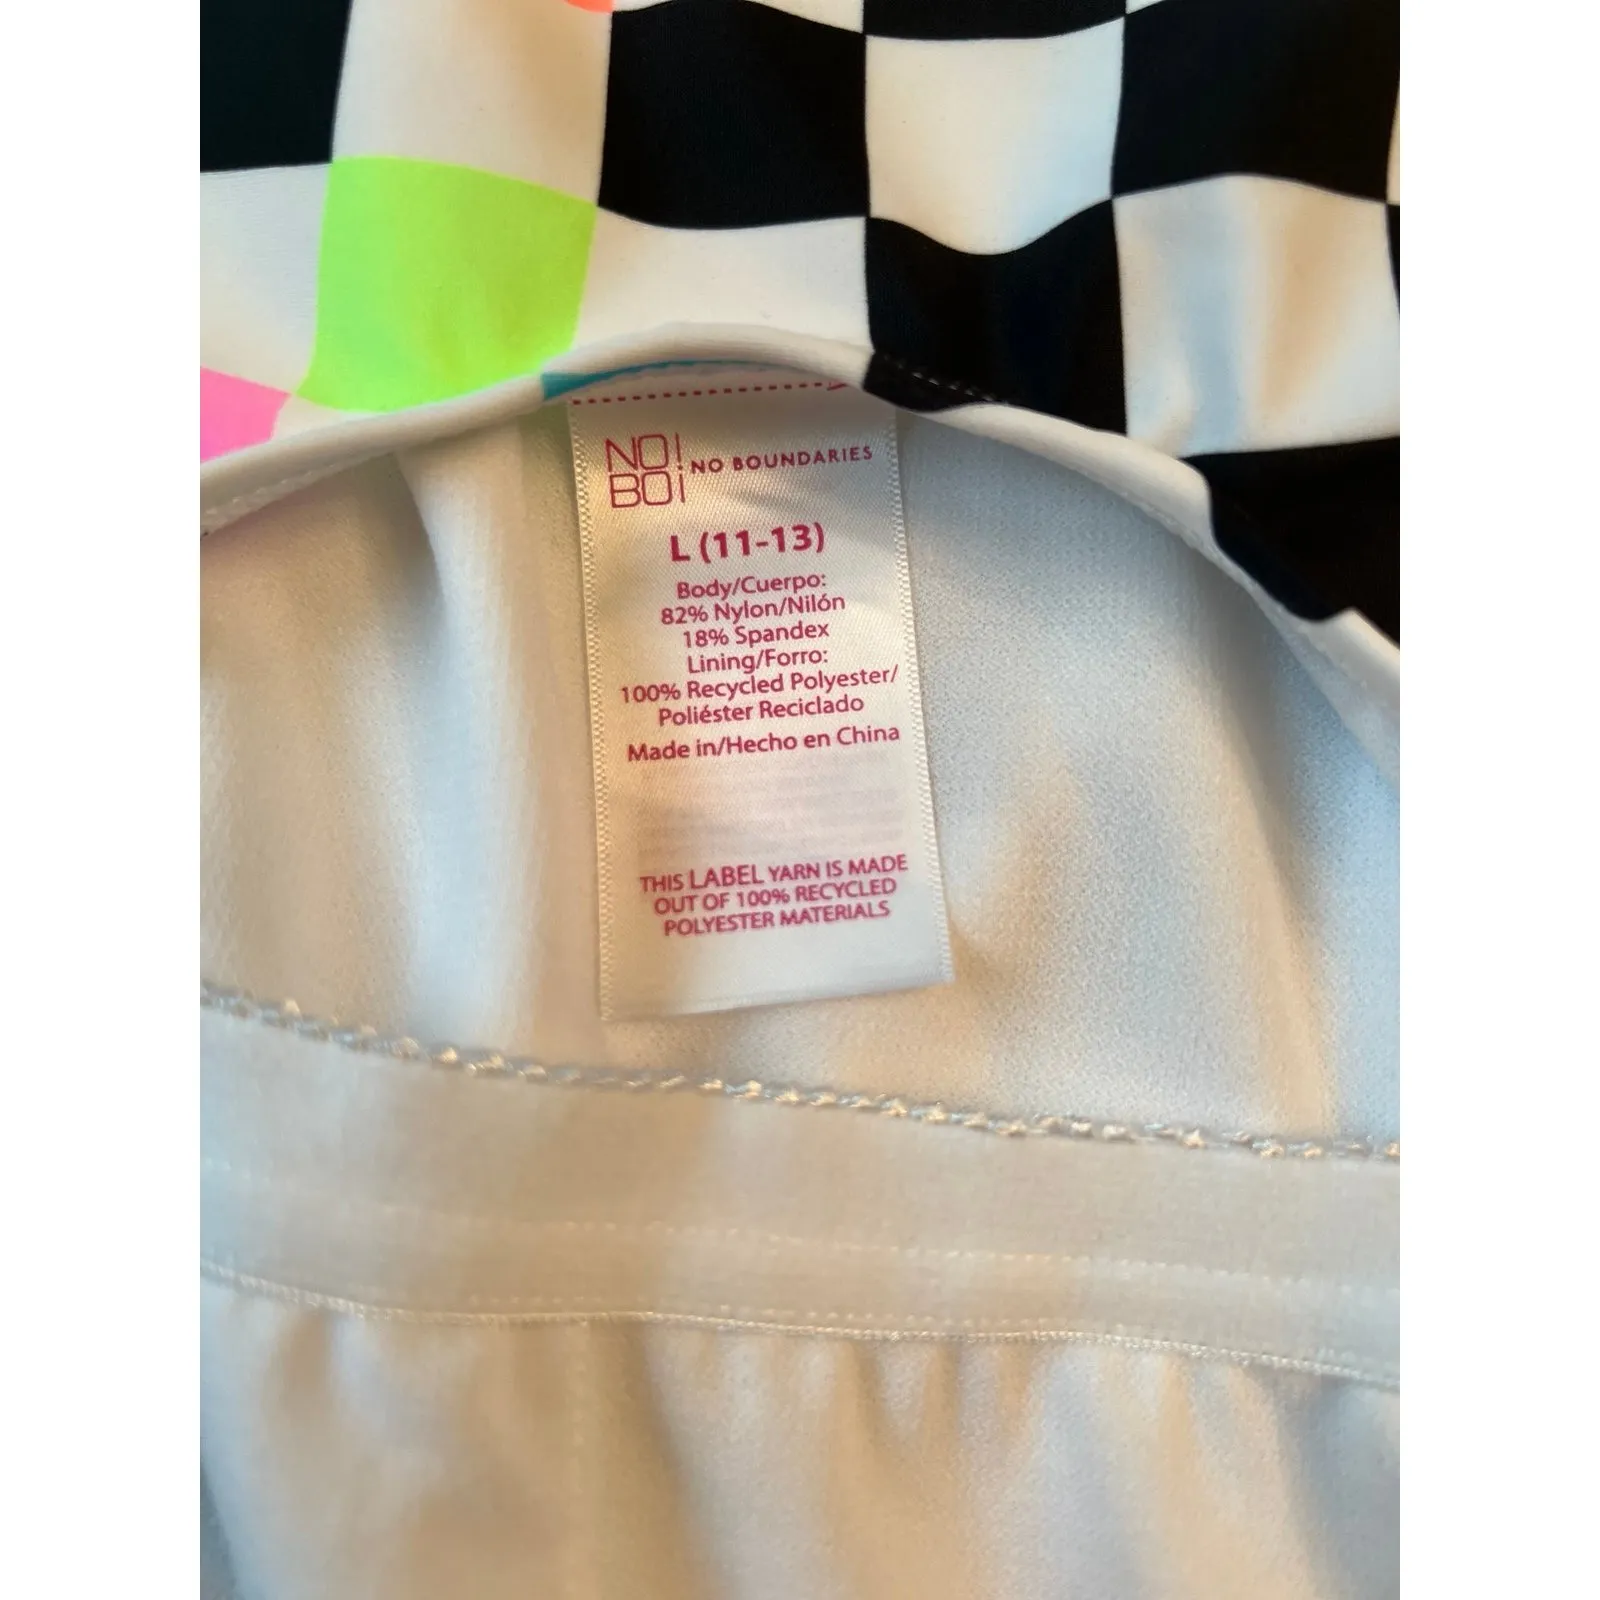 NO!
BO!
NO BOUNDARIES
L (11-13)
Body/Cuerpo:
82% Nylon/Nilón
18% Spandex
Lining/Forro:
100% Recycled Polyester/
Poliéster Reciclado
Made in/Hecho en China
THIS LABEL YARN IS MADE
OUT OF 100% RECYCLED
POLYESTER MATERIALS